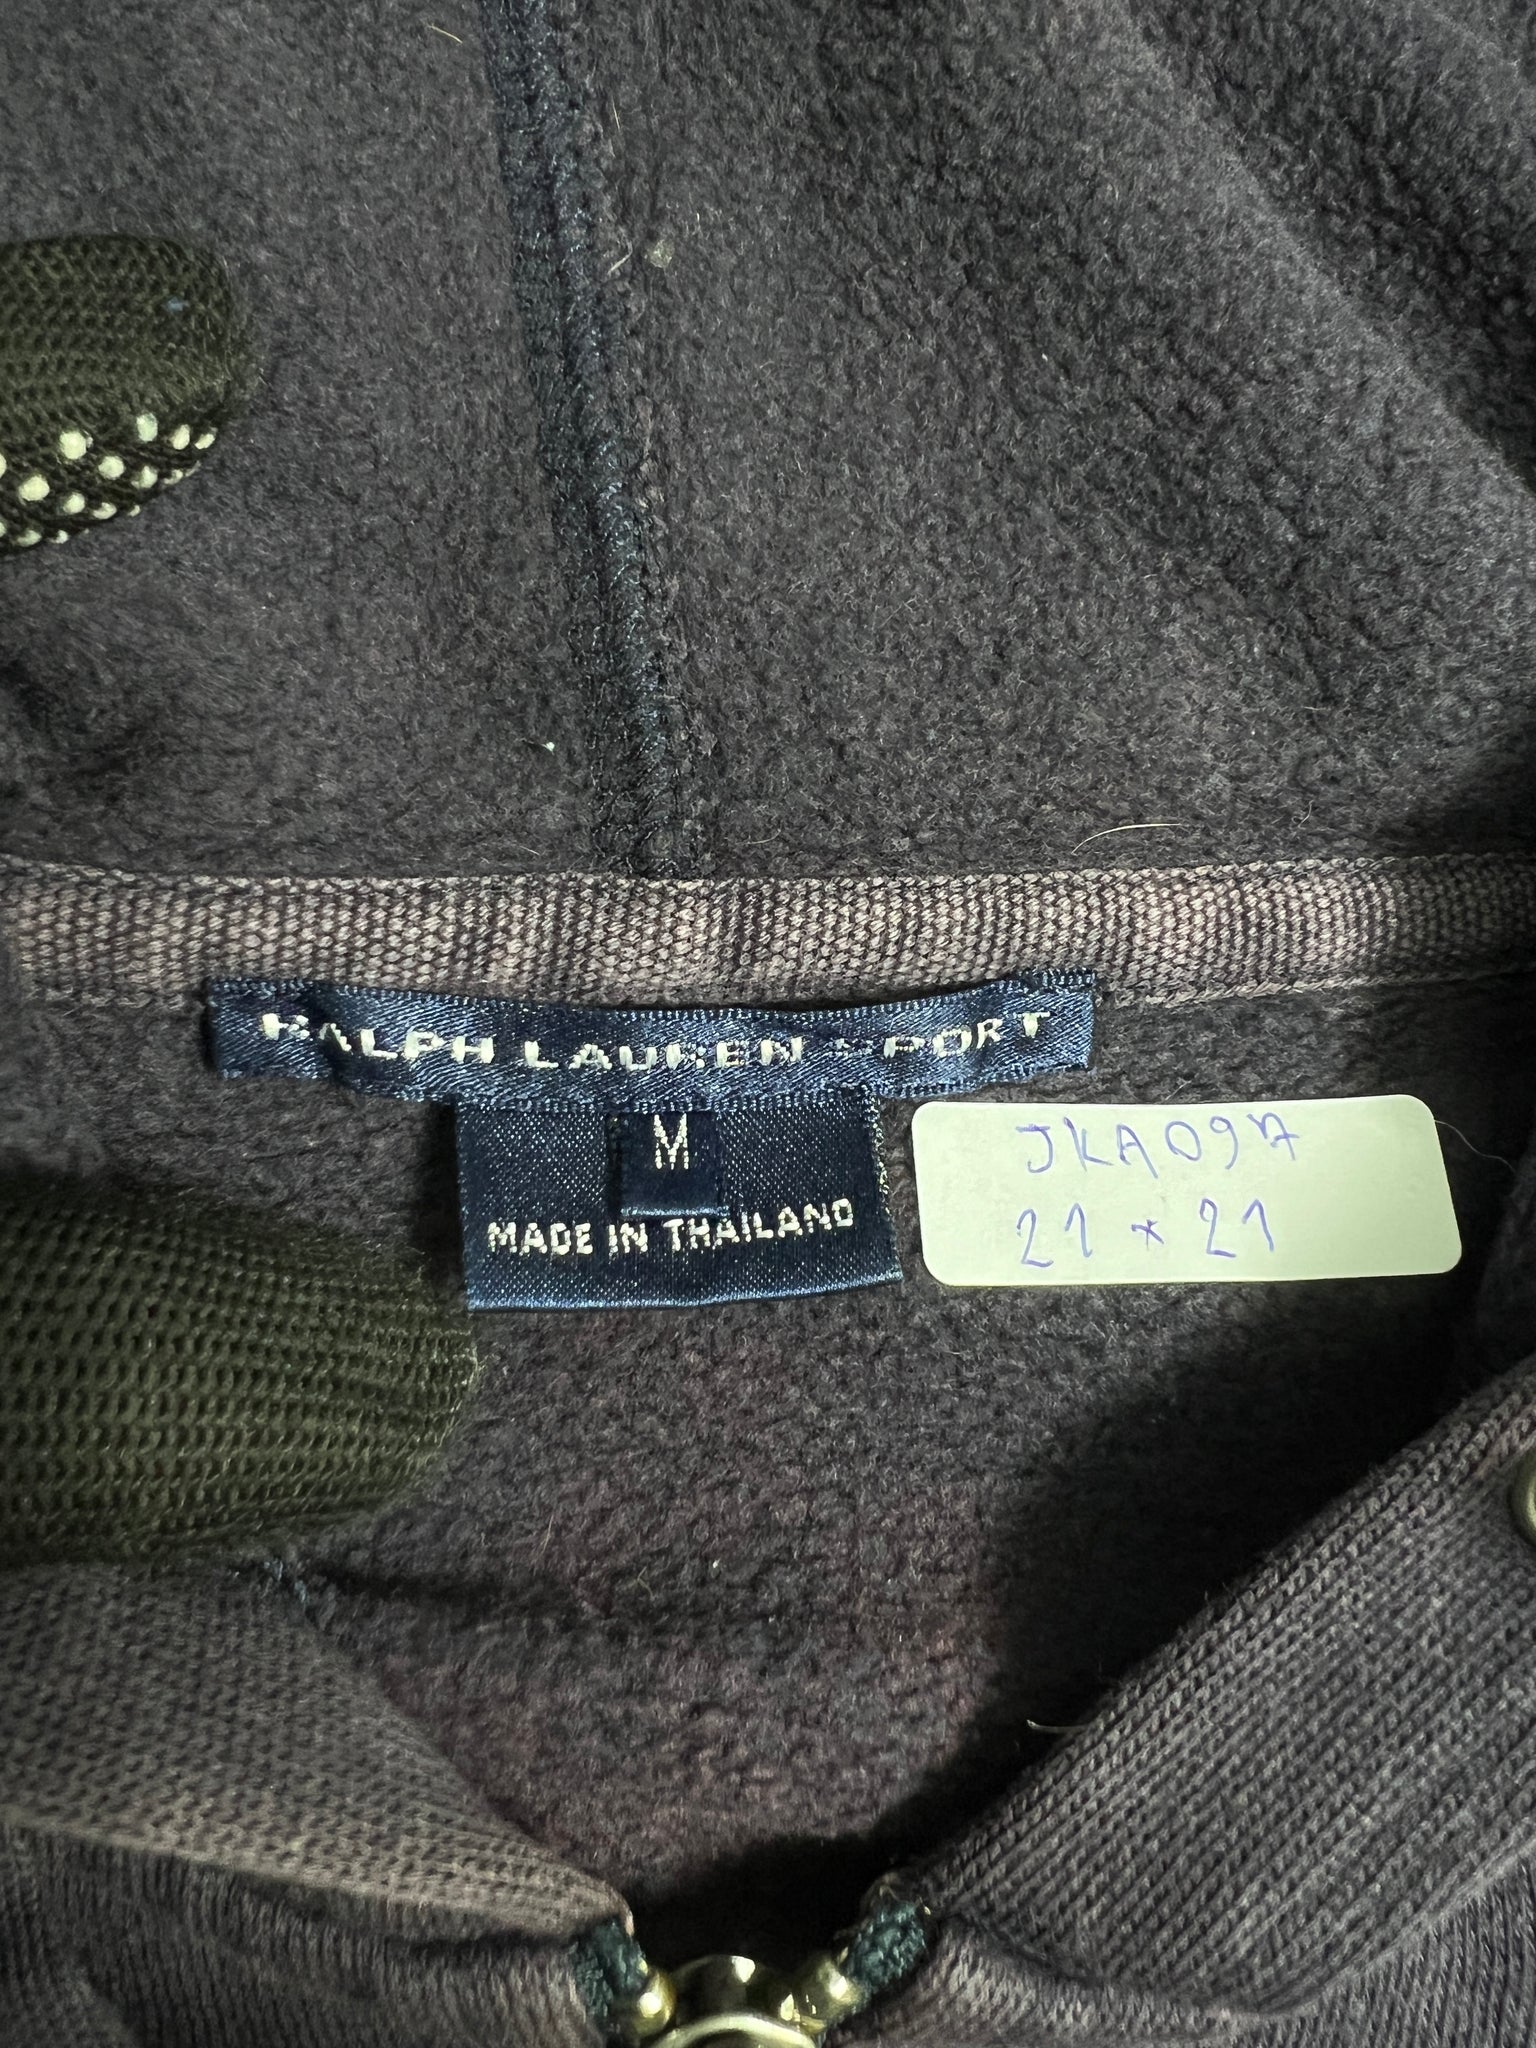 RALPH LAUREN SPORT
M
MADE IN THAILAND
JKA097
21 * 21